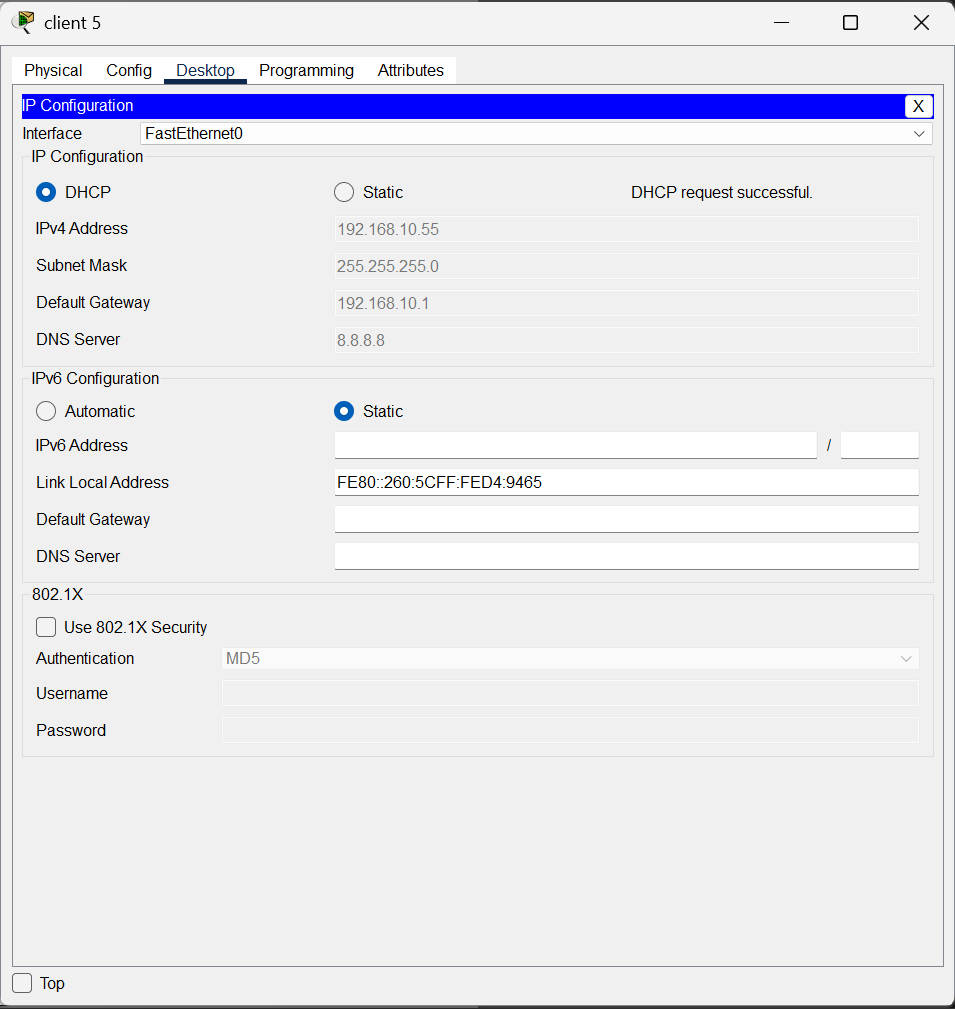 client 5
Physical Config Desktop Programming Attributes
IP Configuration X
Interface FastEthernet0
IP Configuration
DHCP Static DHCP request successful.
IPv4 Address 192.168.10.55
Subnet Mask 255.255.255.0
Default Gateway 192.168.10.1
DNS Server 8.8.8.8
IPv6 Configuration
Automatic Static
IPv6 Address /
Link Local Address FE80::260:5CFF:FED4:9465
Default Gateway
DNS Server
802.1X
Use 802.1X Security
Authentication MD5
Username
Password
Top